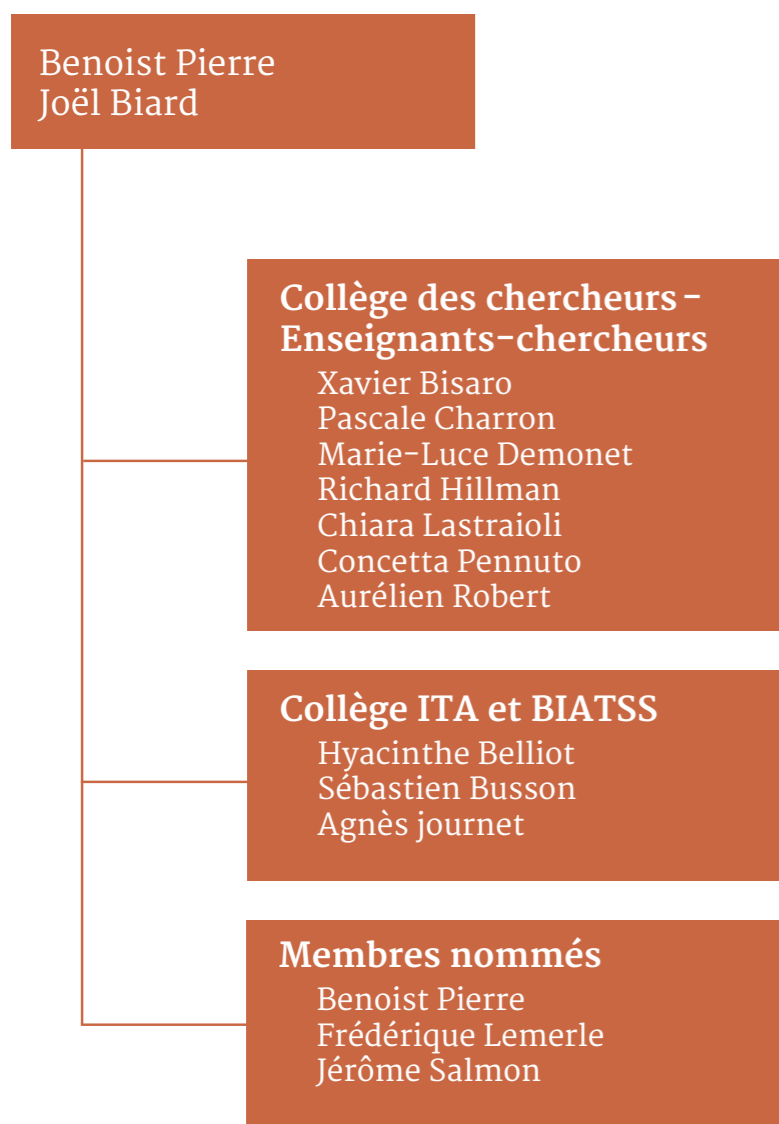 Benoist Pierre
Joël Biard
Collège des chercheurs –
Enseignants-chercheurs
Xavier Bisaro
Pascale Charron
Marie-Luce Demonet
Richard Hillman
Chiara Lastraioli
Concetta Pennuto
Aurélien Robert
Collège ITA et BIATSS
Hyacinthe Belliot
Sébastien Busson
Agnès journet
Membres nommés
Benoist Pierre
Frédérique Lemerle
Jérôme Salmon